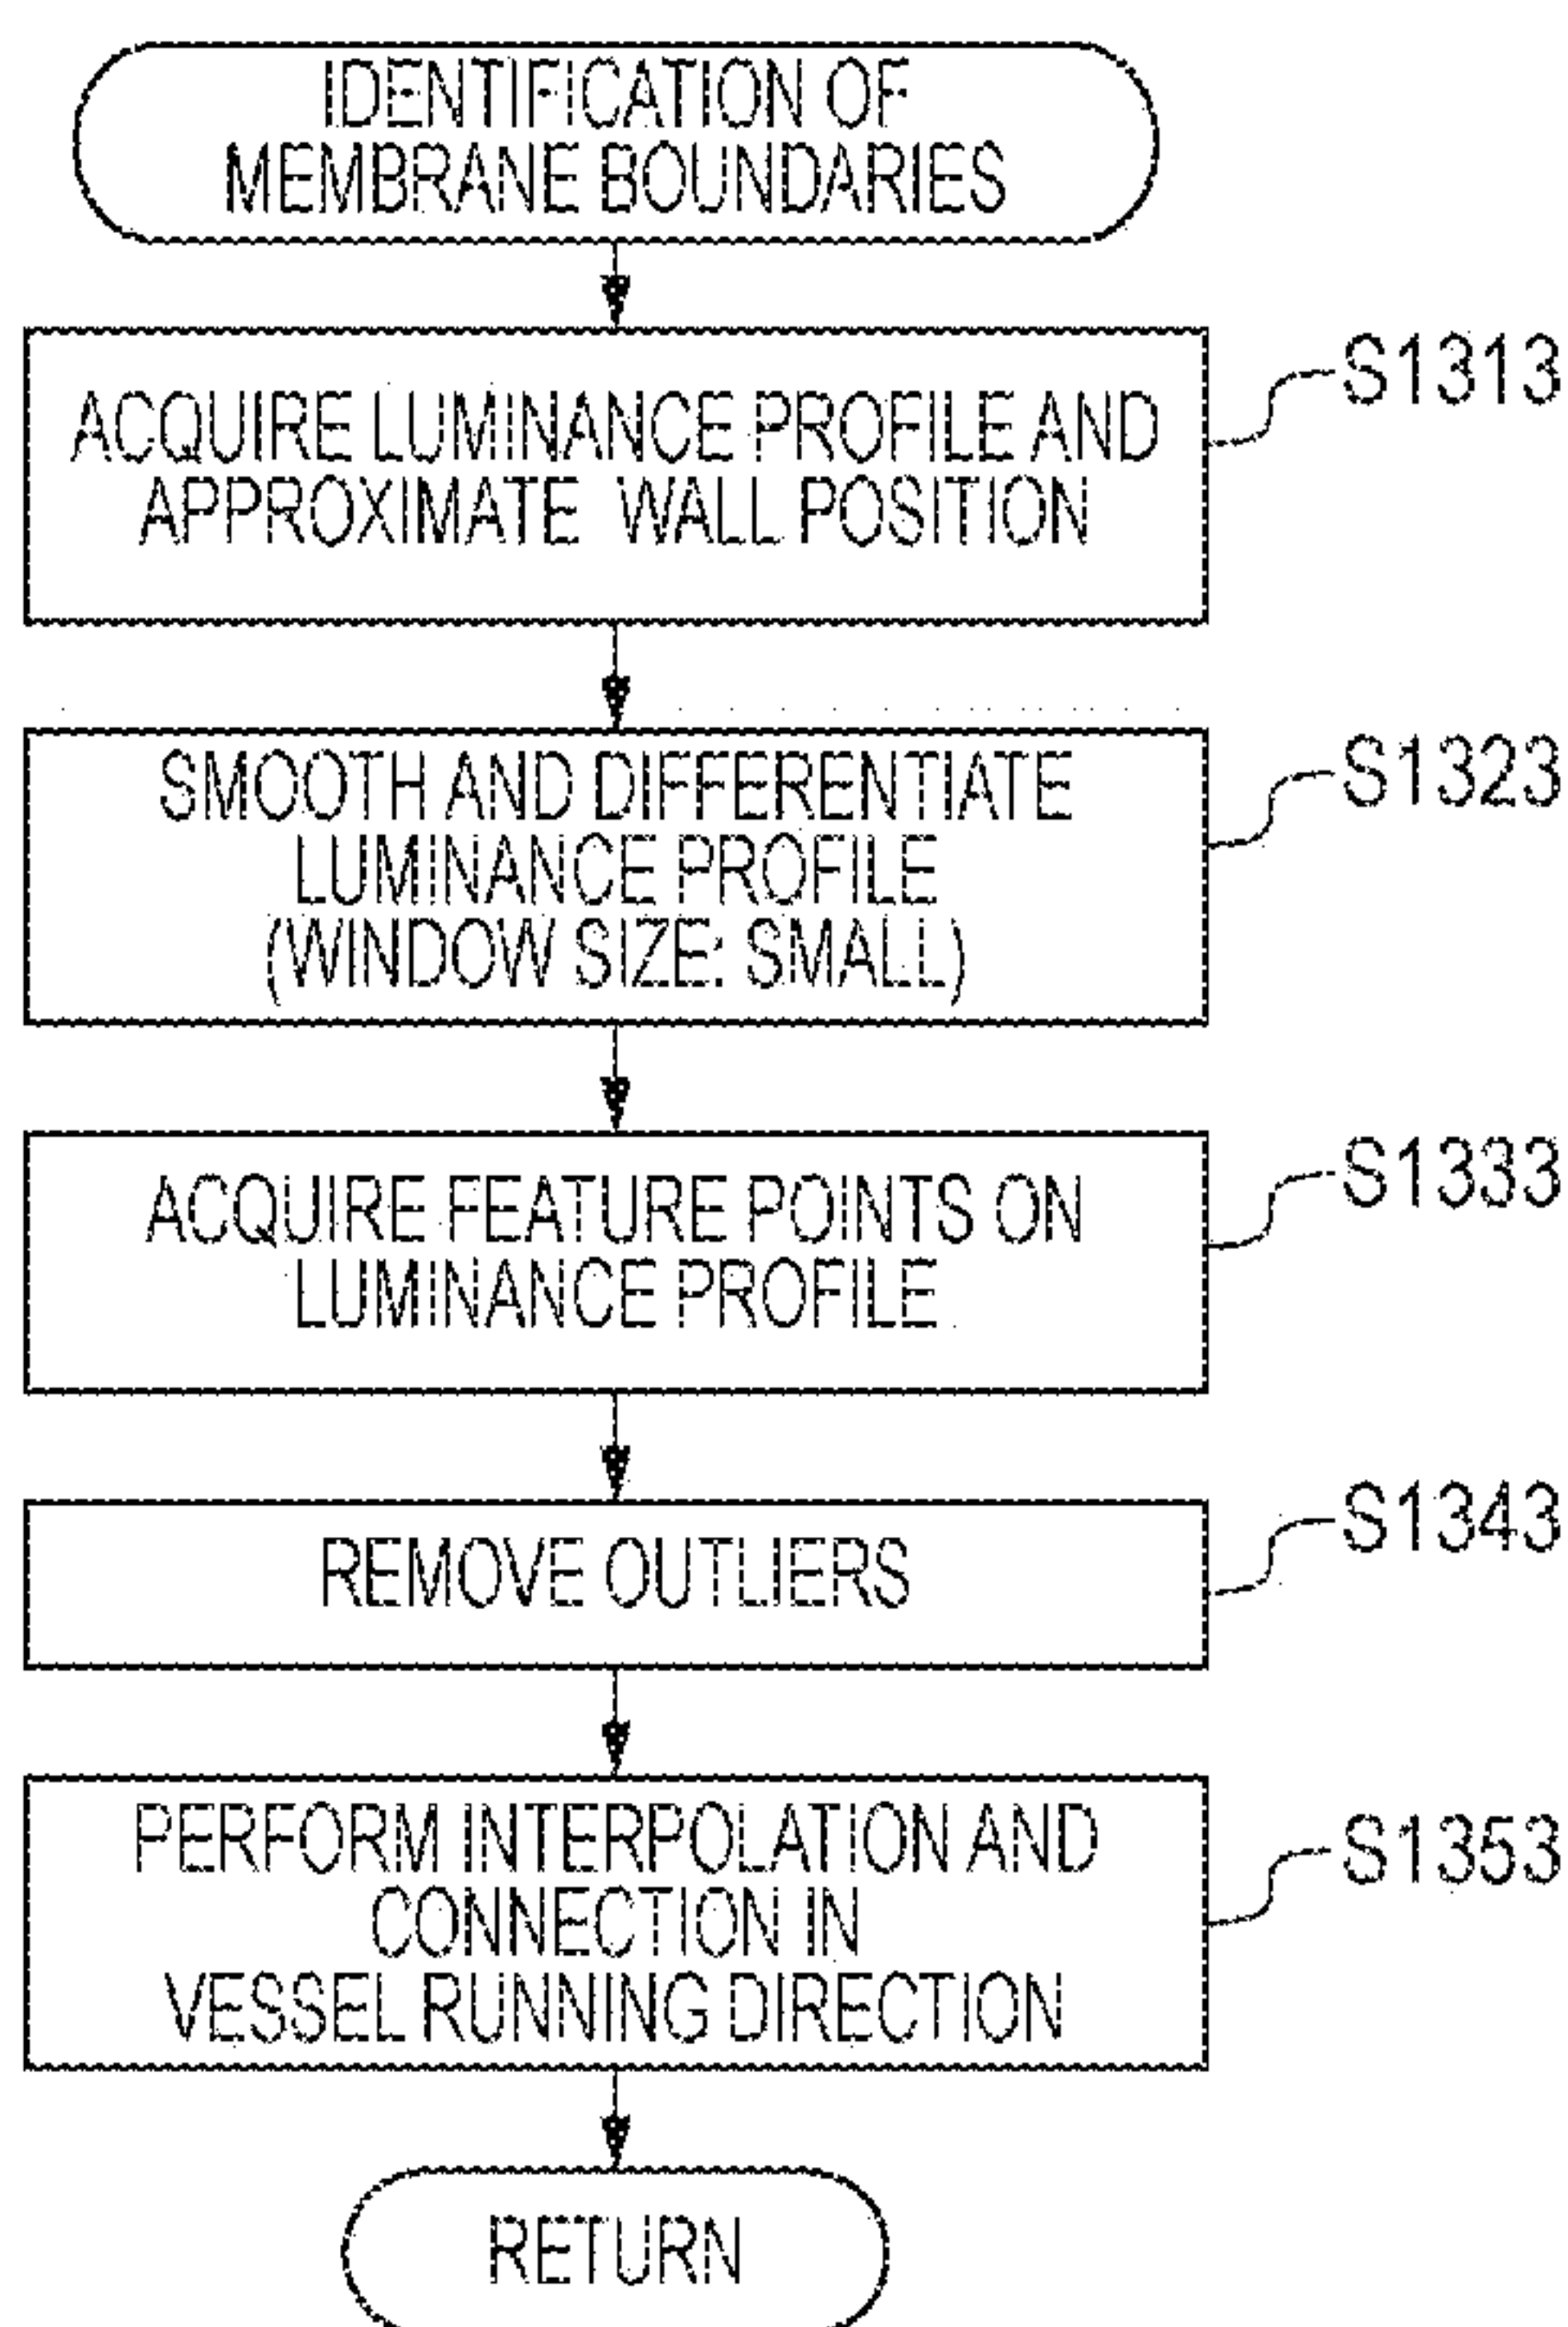 IDENTIFICATION OF
MEMBRANE BOUNDARIES
ACQUIRE LUMINANCE PROFILE AND
APPROXIMATE WALL POSITION
S1313
SMOOTH AND DIFFERENTIATE
LUMINANCE PROFILE
(WINDOW SIZE: SMALL)
S1323
ACQUIRE FEATURE POINTS ON
LUMINANCE PROFILE
S1333
REMOVE OUTLIERS
S1343
PERFORM INTERPOLATION AND
CONNECTION IN
VESSEL RUNNING DIRECTION
S1353
RETURN